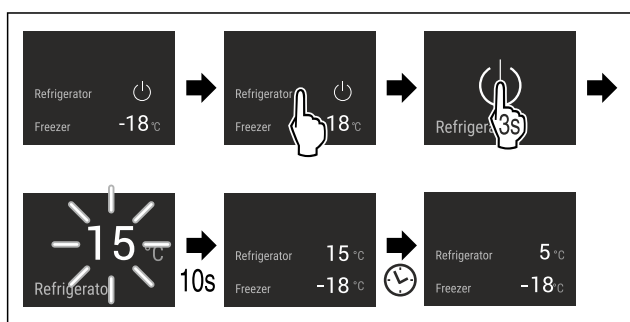 Refrigerator
Freezer -18 °C
Refrigerator
Freezer 18 °C
Refrigera 3s
15 °C
Refrigerato
10s
Refrigerator 15 °C
Freezer -18 °C
Refrigerator 5 °C
Freezer -18°C